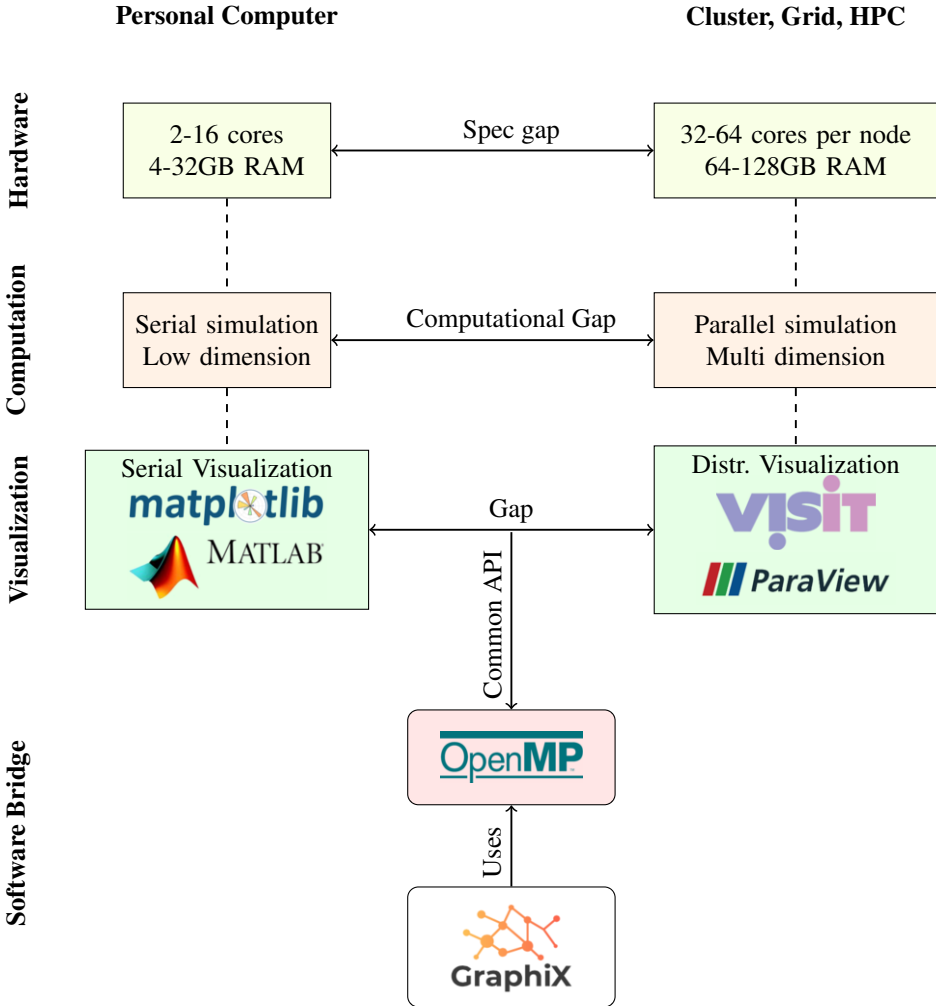 Personal Computer
Cluster, Grid, HPC
Hardware
2-16 cores
4-32GB RAM
Spec gap
32-64 cores per node
64-128GB RAM
Computation
Serial simulation
Low dimension
Computational Gap
Parallel simulation
Multi dimension
Visualization
Serial Visualization
matplotlib
MATLAB
Gap
Common API
Distr. Visualization
VISIT
ParaView
Software Bridge
OpenMP
Uses
GraphiX